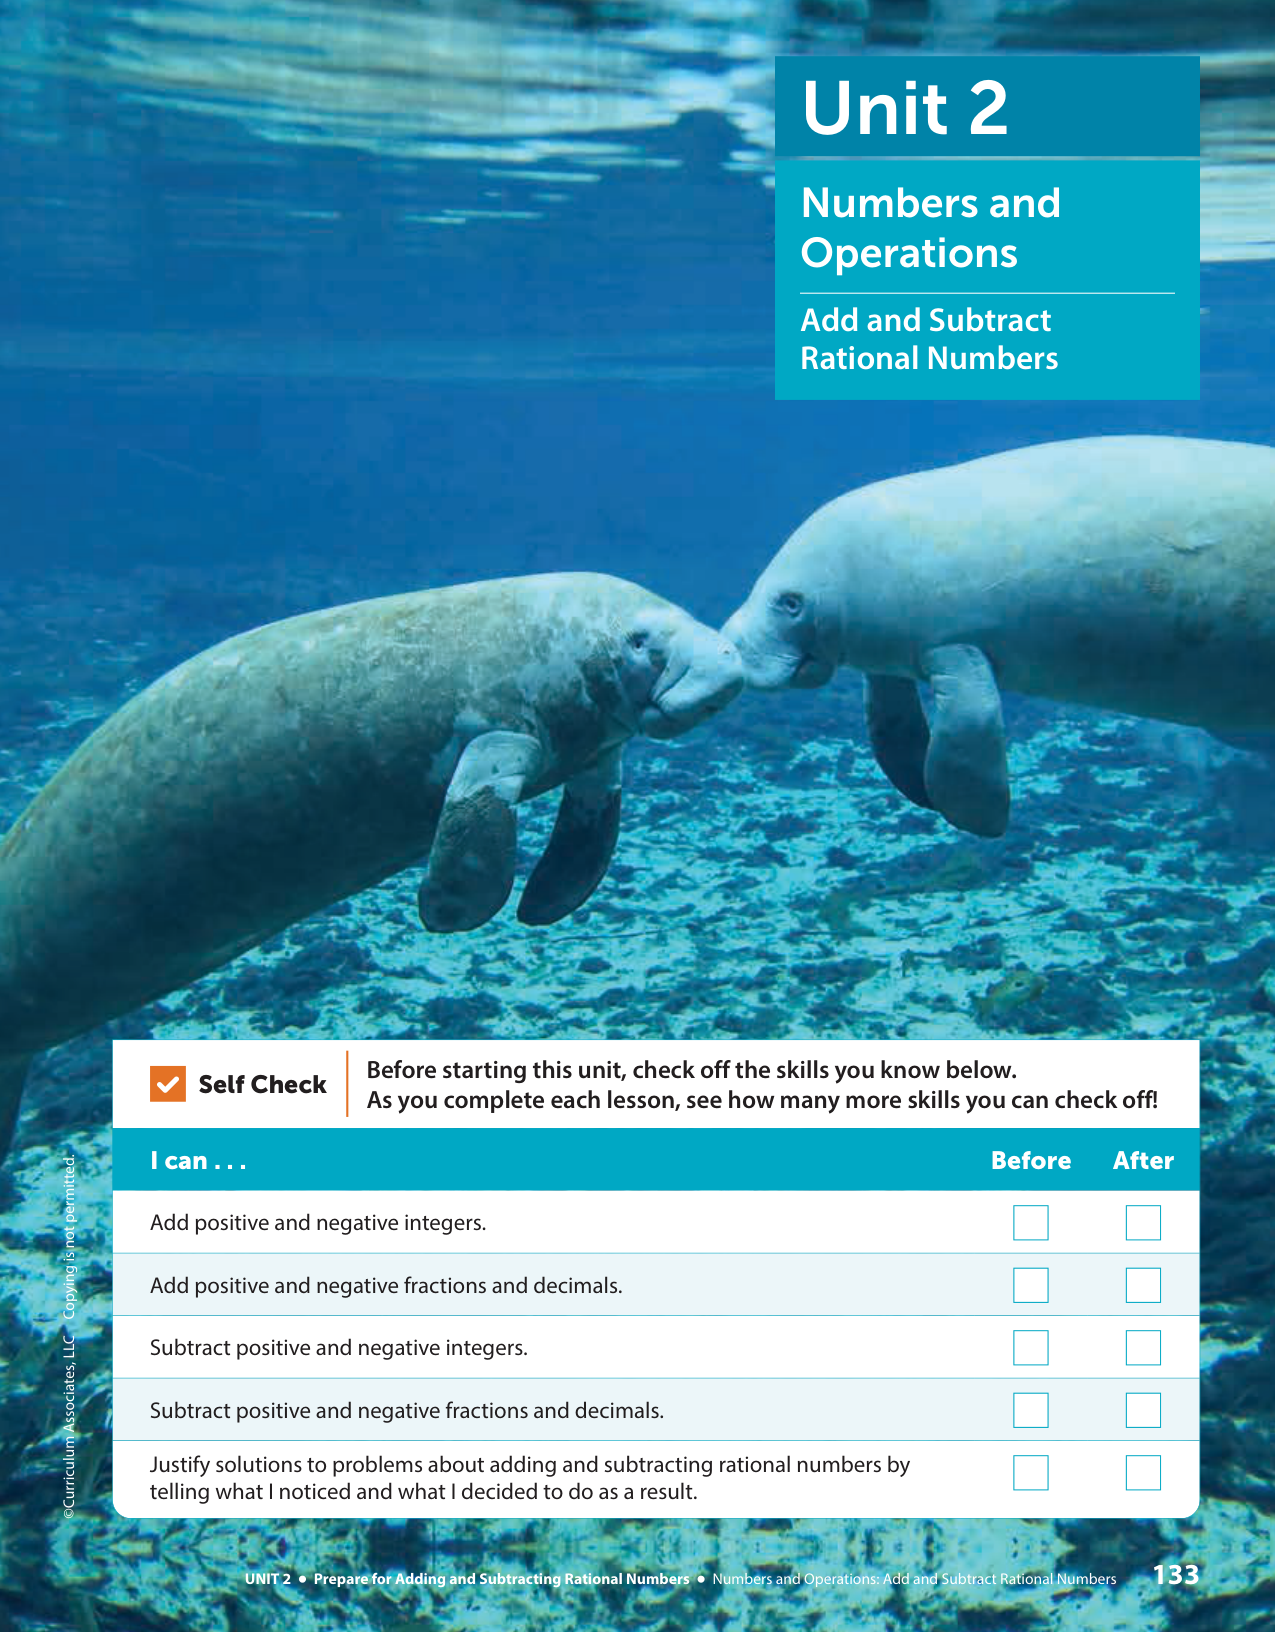 Unit 2
Numbers and
Operations
Add and Subtract
Rational Numbers
Self Check
Before starting this unit, check off the skills you know below.
As you complete each lesson, see how many more skills you can check off!
I can . . .
Before
After
Add positive and negative integers.
Add positive and negative fractions and decimals.
Subtract positive and negative integers.
Subtract positive and negative fractions and decimals.
Justify solutions to problems about adding and subtracting rational numbers by
telling what I noticed and what I decided to do as a result.
©Curriculum Associates, LLC Copying is not permitted.
UNIT 2 ● Prepare for Adding and Subtracting Rational Numbers ● Numbers and Operations: Add and Subtract Rational Numbers 133